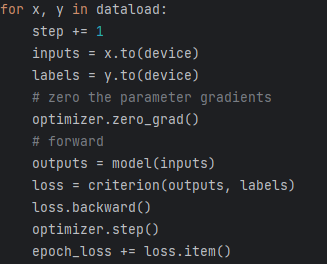 for x, y in dataload:
    step += 1
    inputs = x.to(device)
    labels = y.to(device)
    # zero the parameter gradients
    optimizer.zero_grad()
    # forward
    outputs = model(inputs)
    loss = criterion(outputs, labels)
    loss.backward()
    optimizer.step()
    epoch_loss += loss.item()